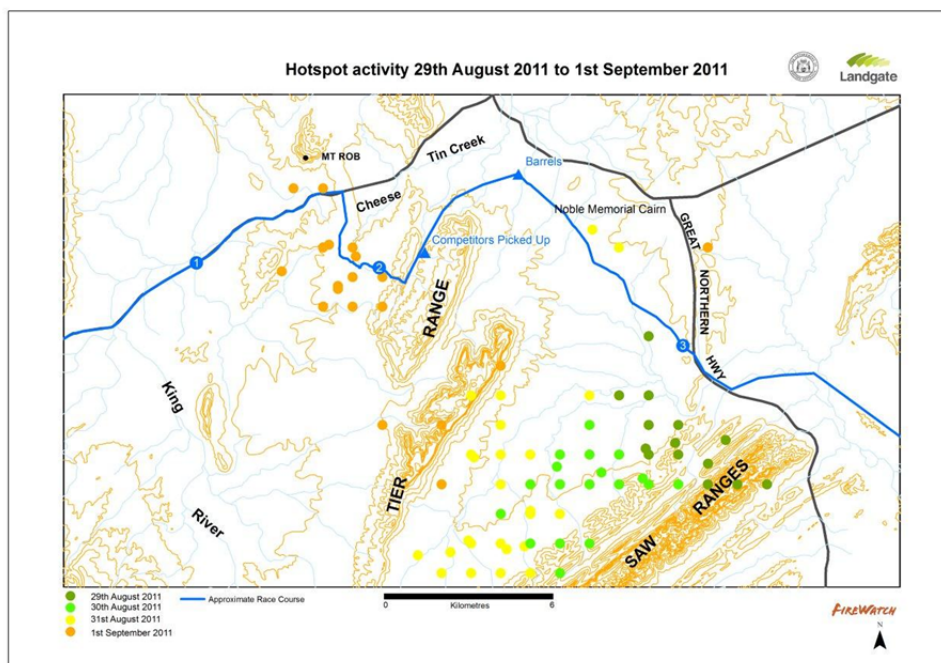 Hotspot activity 29th August 2011 to 1st September 2011
Landgate
MT ROB
Tin Creek
Cheese
Barrels
Noble Memorial Cairn
GREAT
NORTHERN
HWY
Competitors Picked Up
1
2
3
RANGE
TIER
King
River
SAW
RANGES
29th August 2011
30th August 2011
31st August 2011
1st September 2011
Approximate Race Course
0
6
Kilometres
FIREWATCH
N